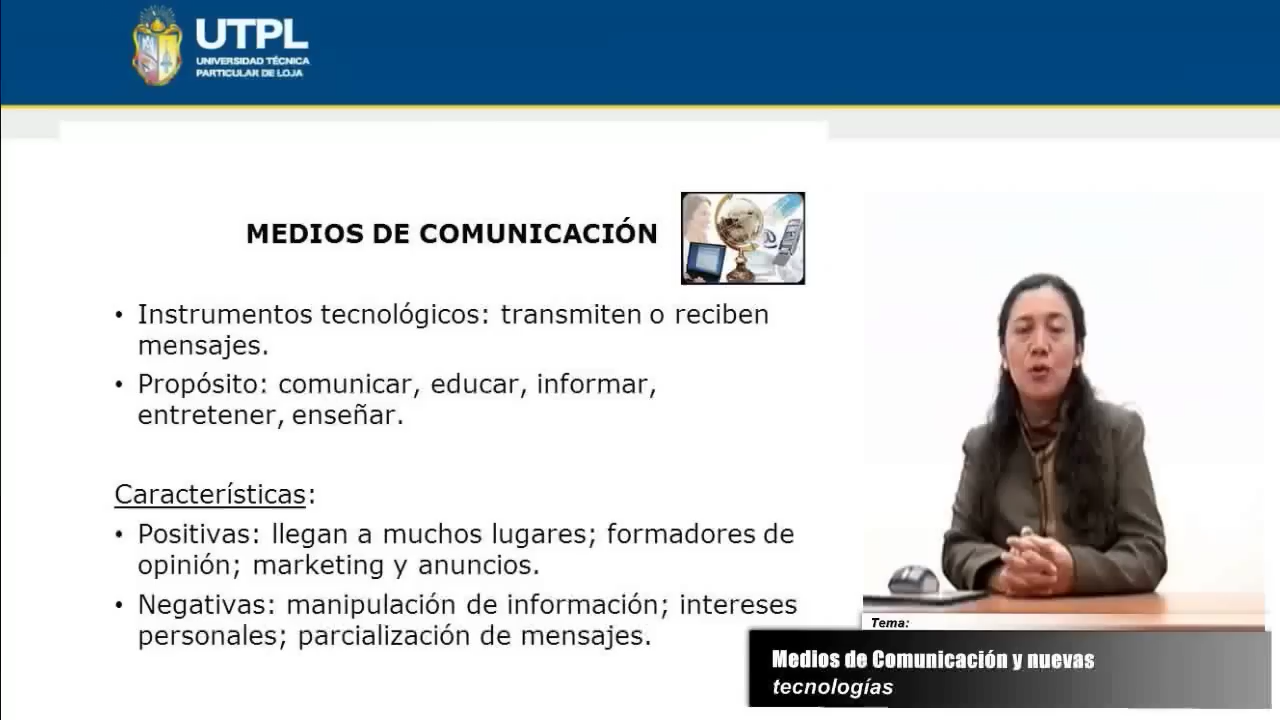 UTPL
UNIVERSIDAD TÉCNICA
PARTICULAR DE LOJA
MEDIOS DE COMUNICACIÓN
• Instrumentos tecnológicos: transmiten o reciben
mensajes.
• Propósito: comunicar, educar, informar,
entretener, enseñar.
Características:
• Positivas: llegan a muchos lugares; formadores de
opinión; marketing y anuncios.
• Negativas: manipulación de información; intereses
personales; parcialización de mensajes.
Tema:
Medios de Comunicación y nuevas
tecnologías